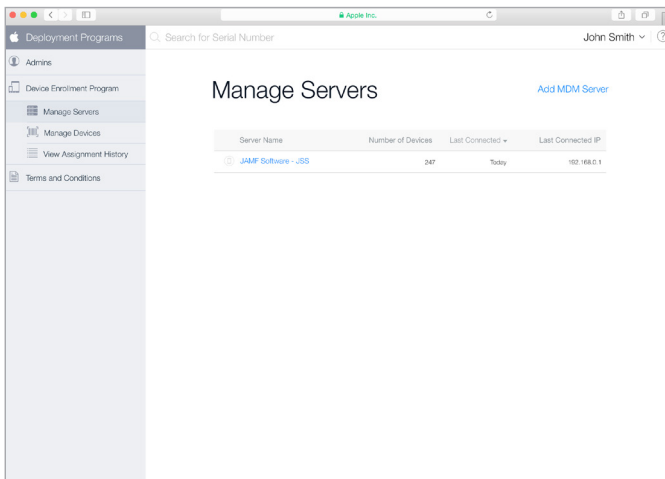 Apple Inc.
Deployment Programs
Search for Serial Number
John Smith
?
Admins
Device Enrollment Program
Manage Servers
Manage Devices
View Assignment History
Terms and Conditions
Manage Servers
Add MDM Server
Server Name Number of Devices Last Connected Last Connected IP
JAMF Software - JSS 247 Today 192.168.0.1